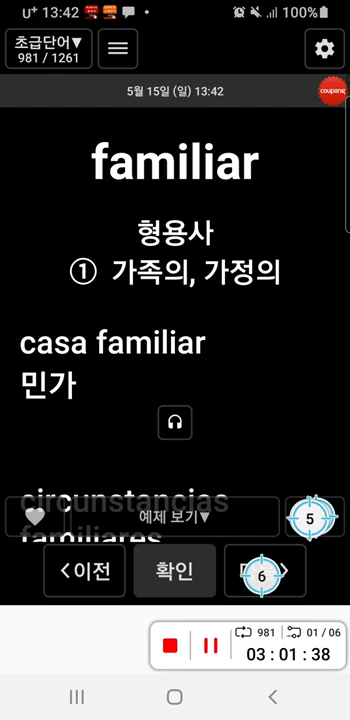 U+ 13:42 100%
초급단어▼
981 / 1261
5월 15일 (일) 13:42
coupang
familiar
형용사
① 가족의, 가정의
casa familiar
민가
circunstancias
familiares
예제 보기▼
5
<이전
확인
6
>
981
01 / 06
03 : 01 : 38